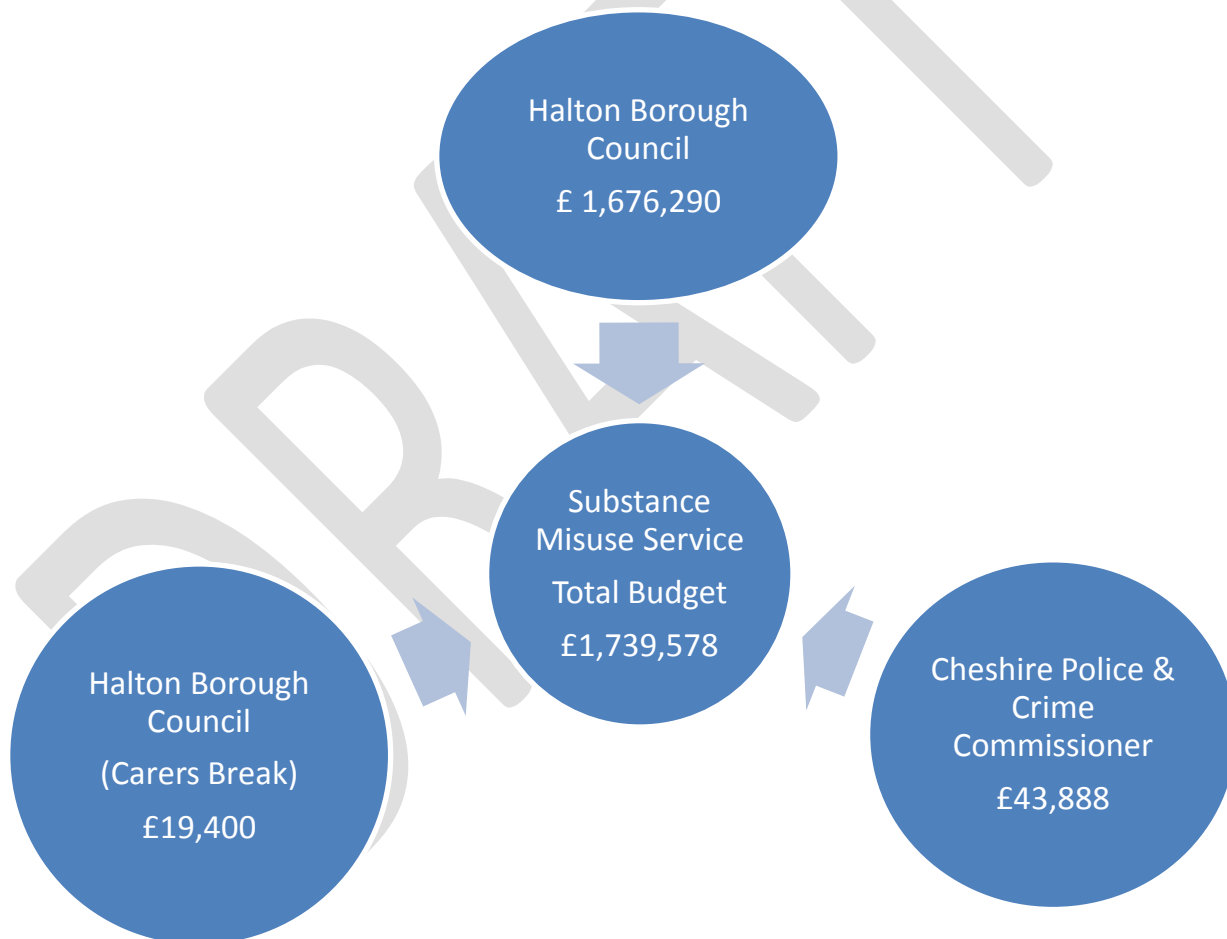 Halton Borough
Council
£ 1,676,290
Substance
Misuse Service
Total Budget
£1,739,578
Halton Borough
Council
(Carers Break)
£19,400
Cheshire Police &
Crime
Commissioner
£43,888
DRAFT